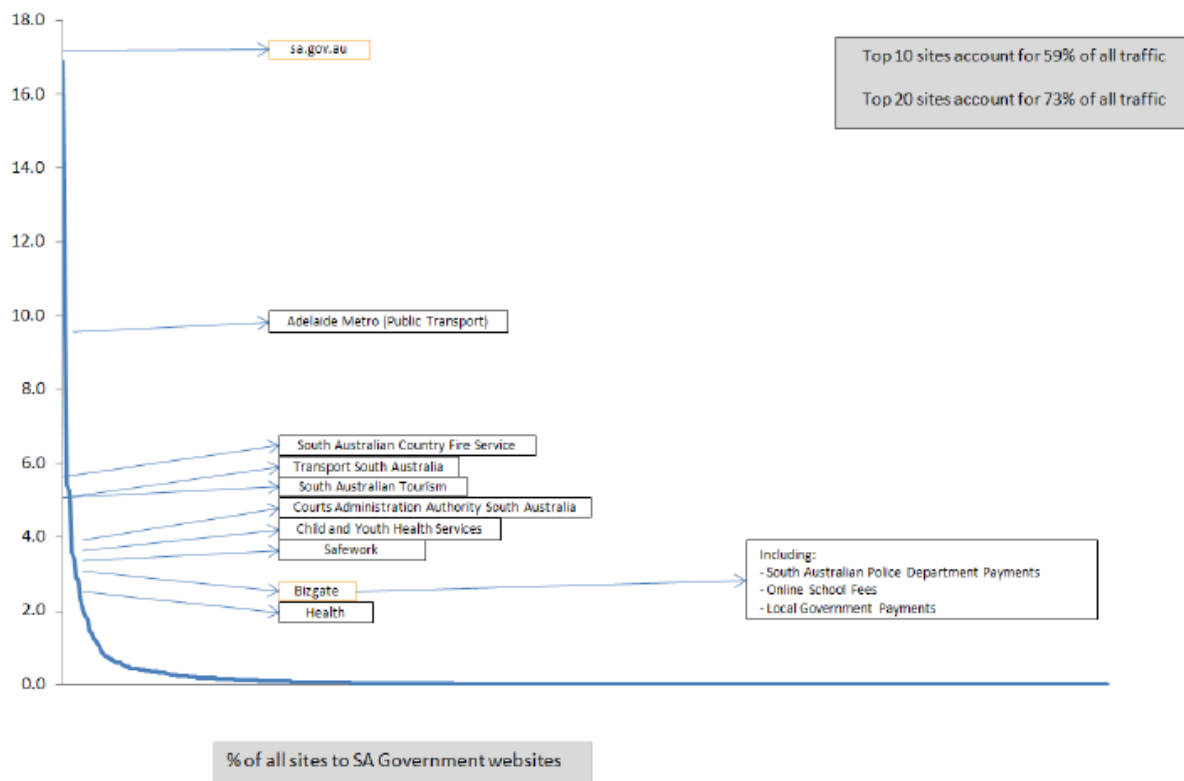 18.0
16.0
14.0
12.0
10.0
8.0
6.0
4.0
2.0
0.0
sa.gov.au
Top 10 sites account for 59% of all traffic
Top 20 sites account for 73% of all traffic
Adelaide Metro (Public Transport)
South Australian Country Fire Service
Transport South Australia
South Australian Tourism
Courts Administration Authority South Australia
Child and Youth Health Services
Safework
Bizgate
Health
Including:
- South Australian Police Department Payments
- Online School Fees
- Local Government Payments
% of all sites to SA Government websites